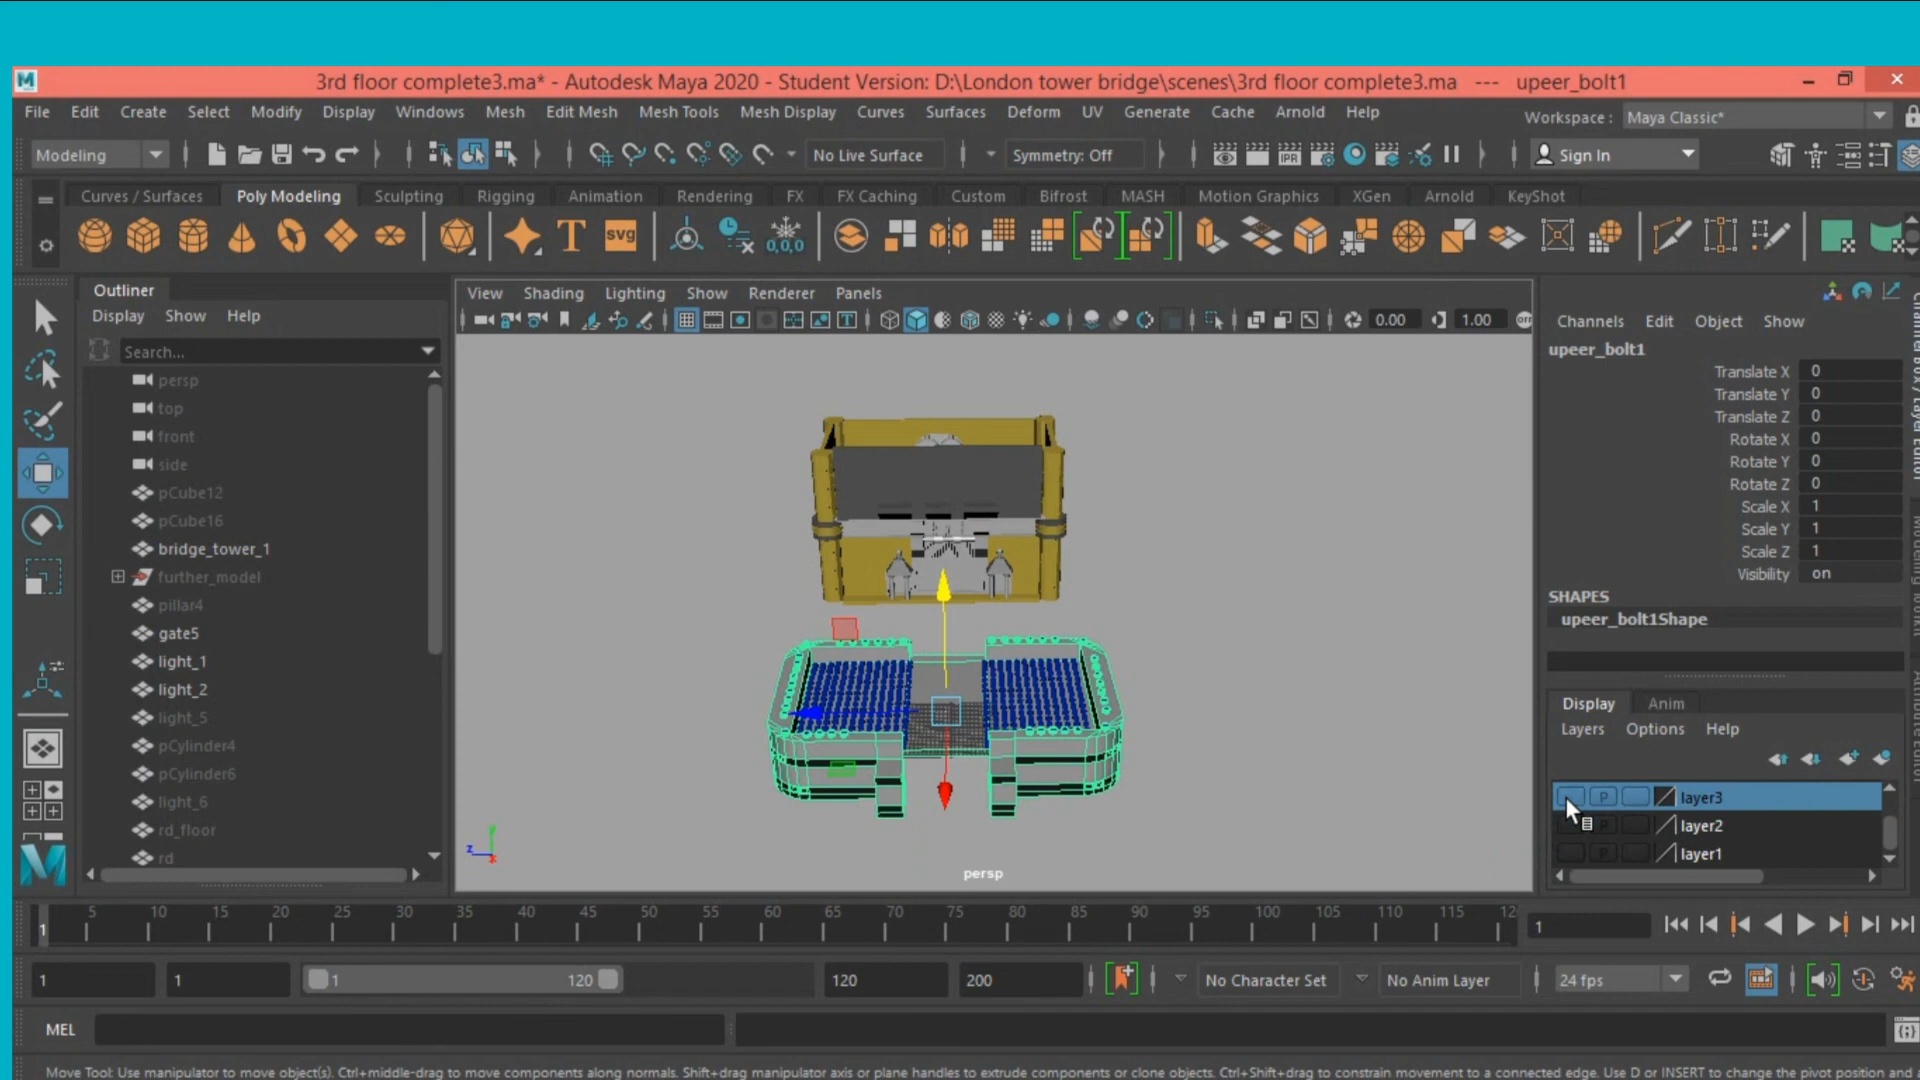 3rd floor complete3.ma* - Autodesk Maya 2020 - Student Version: D:\London tower bridge\scenes\3rd floor complete3.ma --- upeer_bolt1
File Edit Create Select Modify Display Windows Mesh Edit Mesh Mesh Tools Mesh Display Curves Surfaces Deform UV Generate Cache Arnold Help
Workspace : Maya Classic*
Modeling No Live Surface Symmetry: Off IPR Sign In
Curves / Surfaces Poly Modeling Sculpting Rigging Animation Rendering FX FX Caching Custom Bifrost MASH Motion Graphics XGen Arnold KeyShot
T svg 0,0,0
Outliner
Display Show Help
Search...
persp
top
front
side
pCube12
pCube16
bridge_tower_1
further_model
pillar4
gate5
light_1
light_2
light_5
pCylinder4
pCylinder6
light_6
rd_floor
rd
View Shading Lighting Show Renderer Panels
0.00 1.00
y
z
x
persp
Channels Edit Object Show
upeer_bolt1
Translate X 0
Translate Y 0
Translate Z 0
Rotate X 0
Rotate Y 0
Rotate Z 0
Scale X 1
Scale Y 1
Scale Z 1
Visibility on
SHAPES
upeer_bolt1Shape
Display Anim
Layers Options Help
P layer3
P layer2
P layer1
5 10 15 20 25 30 35 40 45 50 55 60 65 70 75 80 85 90 95 100 105 110 115 12
1 1
1 1 1 120 120 200 No Character Set No Anim Layer 24 fps
MEL
Move Tool: Use manipulator to move object(s). Ctrl+middle-drag to move components along normals. Shift+drag manipulator axis or plane handles to extrude components or clone objects. Ctrl+Shift+drag to constrain movement to a connected edge. Use D or INSERT to change the pivot position and